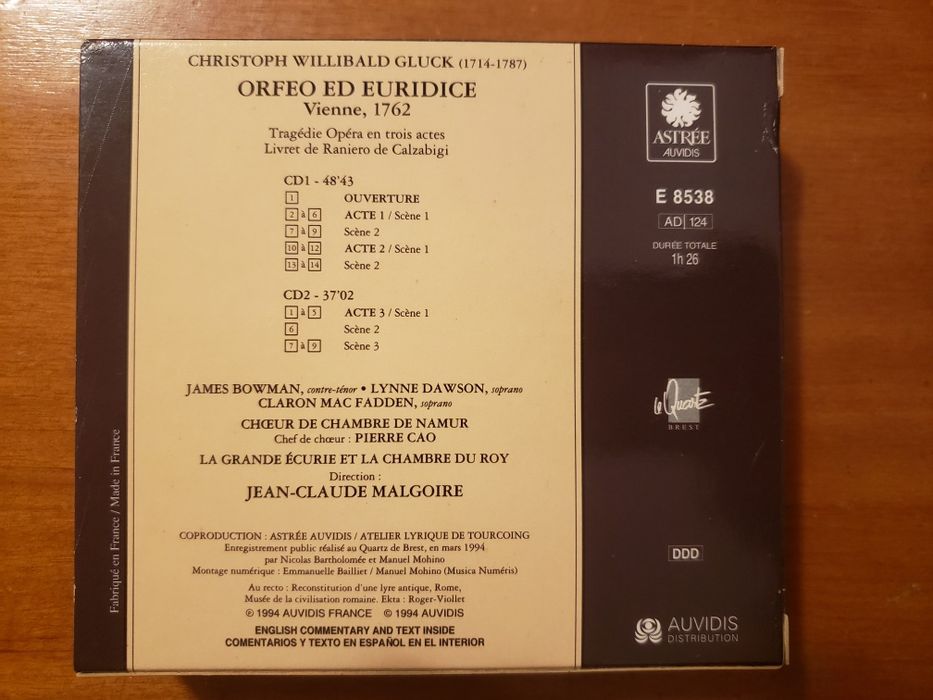 CHRISTOPH WILLIBALD GLUCK (1714-1787)
ORFEO ED EURIDICE
Vienne, 1762
Tragédie Opéra en trois actes
Livret de Raniero de Calzabigi
CD1 - 48'43
1 OUVERTURE
2 à 6 ACTE 1 / Scène 1
7 à 9 Scène 2
10 à 12 ACTE 2 / Scène 1
13 à 14 Scène 2
CD2 - 37'02
1 à 5 ACTE 3 / Scène 1
6 Scène 2
7 à 9 Scène 3
JAMES BOWMAN, contre-ténor • LYNNE DAWSON, soprano
CLARON MAC FADDEN, soprano
CHŒUR DE CHAMBRE DE NAMUR
Chef de chœur : PIERRE CAO
LA GRANDE ÉCURIE ET LA CHAMBRE DU ROY
Direction :
JEAN-CLAUDE MALGOIRE
COPRODUCTION : ASTRÉE AUVIDIS / ATELIER LYRIQUE DE TOURCOING
Enregistrement public réalisé au Quartz de Brest, en mars 1994
par Nicolas Bartholomée et Manuel Mohino
Montage numérique : Emmanuelle Bailliet / Manuel Mohino (Musica Numéris)
Au recto : Reconstitution d'une lyre antique, Rome,
Musée de la civilisation romaine. Ekta : Roger-Viollet
℗ 1994 AUVIDIS FRANCE © 1994 AUVIDIS
ENGLISH COMMENTARY AND TEXT INSIDE
COMENTARIOS Y TEXTO EN ESPAÑOL EN EL INTERIOR
Fabriqué en France / Made in France
ASTRÉE
AUVIDIS
E 8538
AD 124
DURÉE TOTALE
1h 26
le Quartz
BREST
DDD
AUVIDIS
DISTRIBUTION